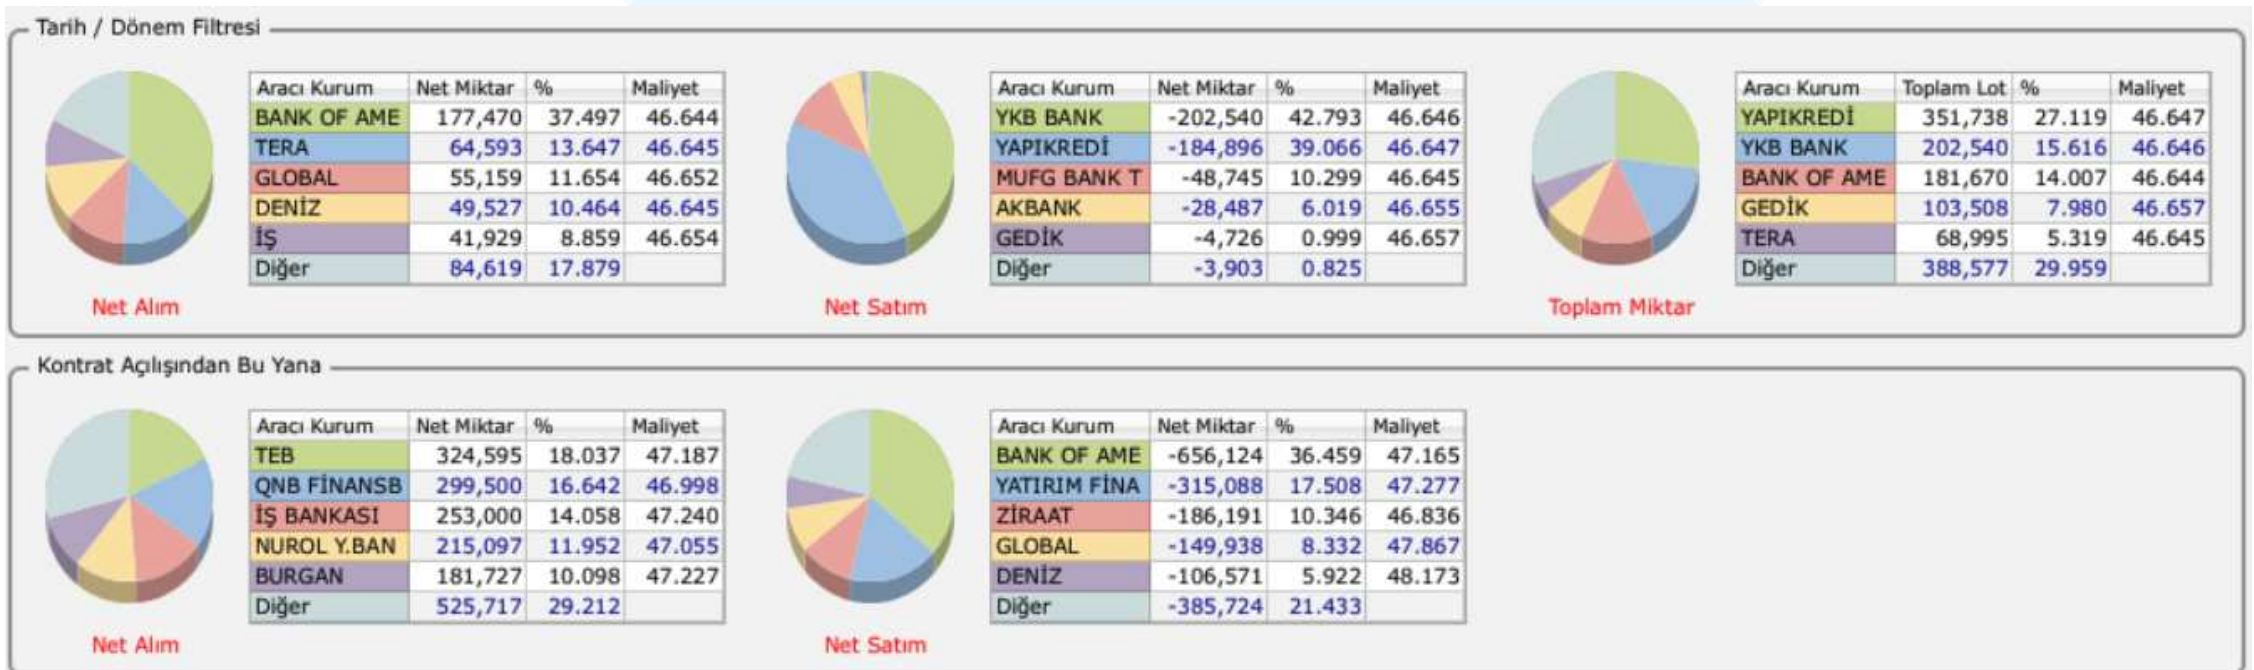 Tarih / Dönem Filtresi
Aracı Kurum Net Miktar % Maliyet
BANK OF AME 177,470 37.497 46.644
TERA 64,593 13.647 46.645
GLOBAL 55,159 11.654 46.652
DENİZ 49,527 10.464 46.645
İŞ 41,929 8.859 46.654
Diğer 84,619 17.879
Net Alım
Aracı Kurum Net Miktar % Maliyet
YKB BANK -202,540 42.793 46.646
YAPIKREDİ -184,896 39.066 46.647
MUFG BANK T -48,745 10.299 46.645
AKBANK -28,487 6.019 46.655
GEDİK -4,726 0.999 46.657
Diğer -3,903 0.825
Net Satım
Aracı Kurum Toplam Lot % Maliyet
YAPIKREDİ 351,738 27.119 46.647
YKB BANK 202,540 15.616 46.646
BANK OF AME 181,670 14.007 46.644
GEDİK 103,508 7.980 46.657
TERA 68,995 5.319 46.645
Diğer 388,577 29.959
Toplam Miktar
Kontrat Açılışından Bu Yana
Aracı Kurum Net Miktar % Maliyet
TEB 324,595 18.037 47.187
QNB FİNANSB 299,500 16.642 46.998
İŞ BANKASI 253,000 14.058 47.240
NUROL Y.BAN 215,097 11.952 47.055
BURGAN 181,727 10.098 47.227
Diğer 525,717 29.212
Net Alım
Aracı Kurum Net Miktar % Maliyet
BANK OF AME -656,124 36.459 47.165
YATIRIM FİNA -315,088 17.508 47.277
ZİRAAT -186,191 10.346 46.836
GLOBAL -149,938 8.332 47.867
DENİZ -106,571 5.922 48.173
Diğer -385,724 21.433
Net Satım